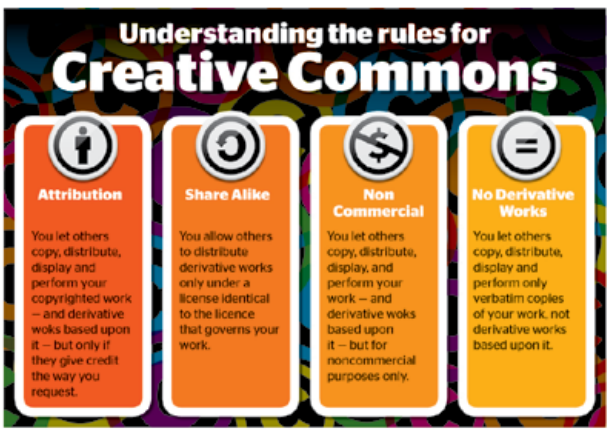 Understanding the rules for
Creative Commons
Attribution
You let others
copy, distribute,
display and
perform your
copyrighted work
– and derivative
woks based upon
it – but only if
they give credit
the way you
request.
Share Alike
You allow others
to distribute
derivative works
only under a
license identical
to the licence
that governs your
work.
Non
Commercial
You let others
copy, distribute,
display, and
perform your
work – and
derivative woks
based upon
it – but for
noncommercial
purposes only.
No Derivative
Works
You let others
copy, distribute,
display and
perform only
verbatim copies
of your work, not
derivative works
based upon it.